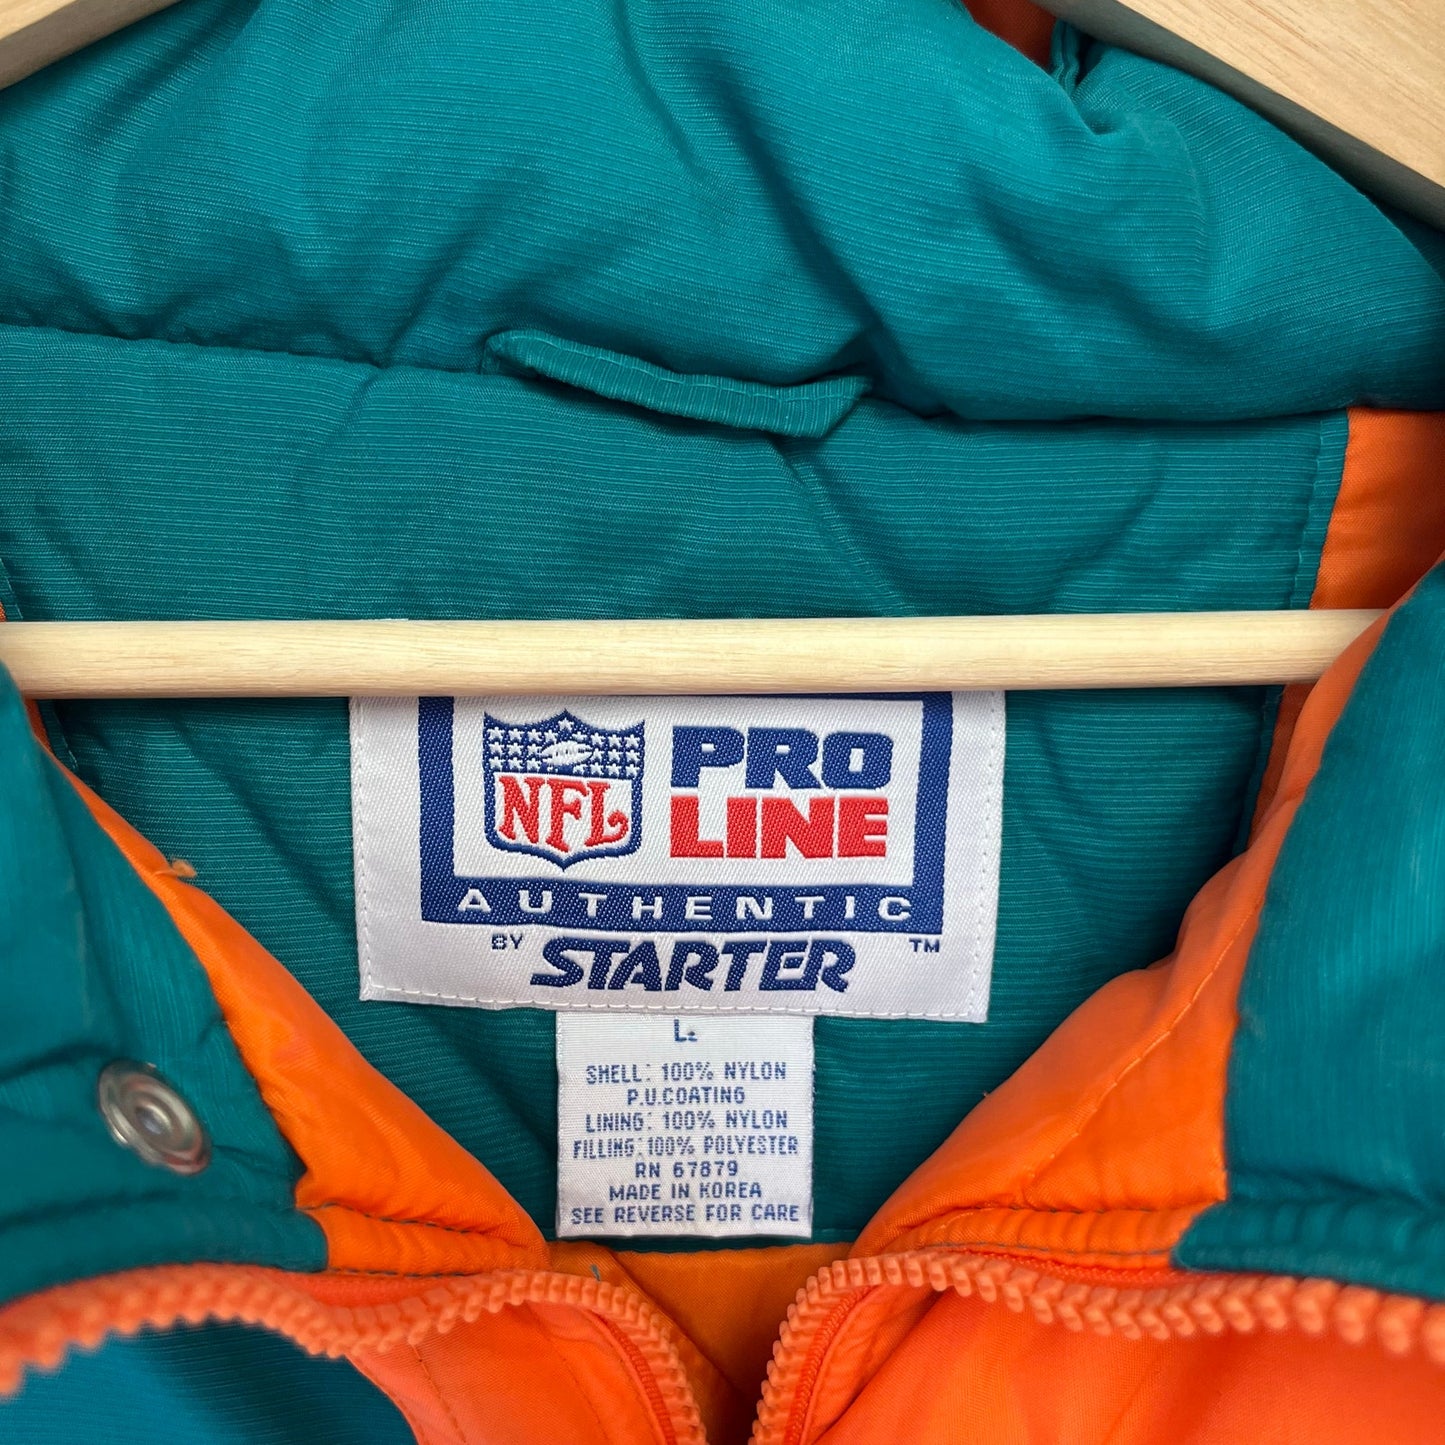 NFL
PRO
LINE
AUTHENTIC
BY STARTER TM
L
SHELL: 100% NYLON
P.U.COATING
LINING: 100% NYLON
FILLING: 100% POLYESTER
RN 67879
MADE IN KOREA
SEE REVERSE FOR CARE